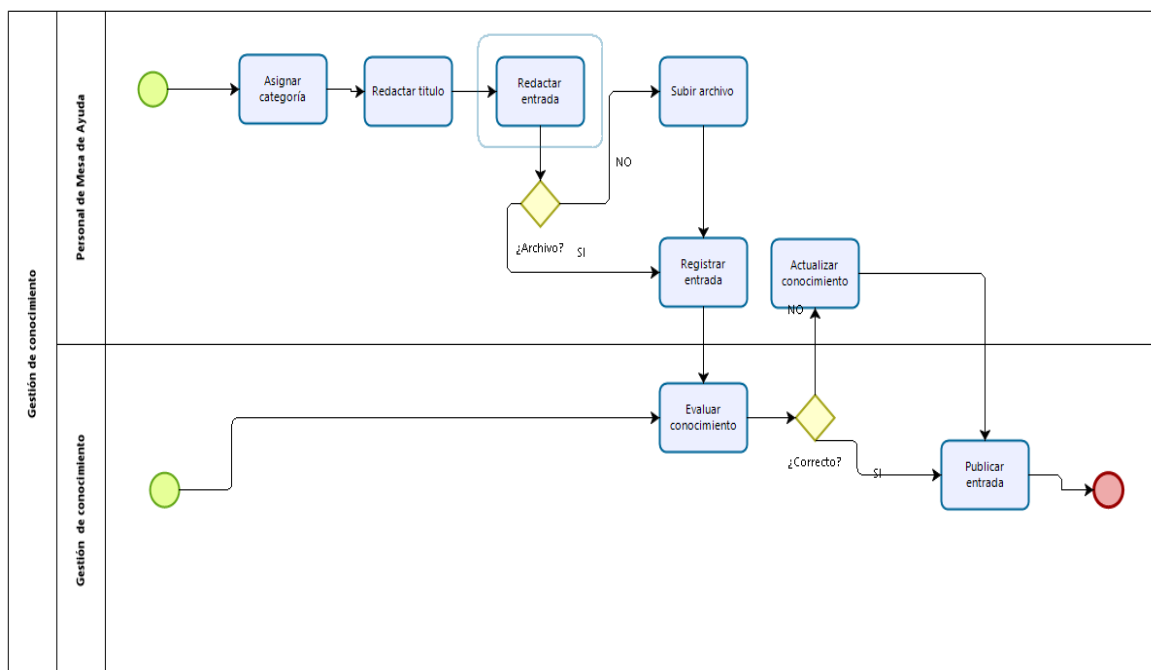 Gestión de conocimiento
Personal de Mesa de Ayuda
Asignar
categoría
Redactar titulo
Redactar
entrada
Subir archivo
NO
¿Archivo?
SI
Registrar
entrada
Actualizar
conocimiento
NO
Gestión de conocimiento
Evaluar
conocimiento
¿Correcto?
SI
Publicar
entrada